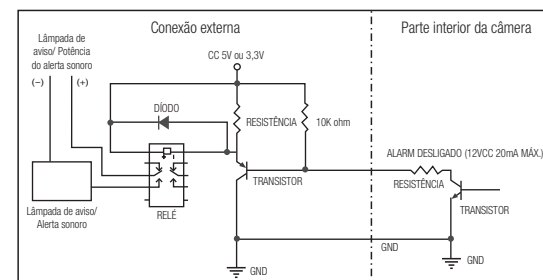 Conexão externa
Parte interior da câmera
Lâmpada de
aviso/ Potência
do alerta sonoro
(−)
(+)
CC 5V ou 3,3V
DÍODO
RESISTÊNCIA
10K ohm
ALARM DESLIGADO (12VCC 20mA MÁX.)
RESISTÊNCIA
TRANSISTOR
TRANSISTOR
Lâmpada de aviso/
Alerta sonoro
RELÉ
GND
GND
GND